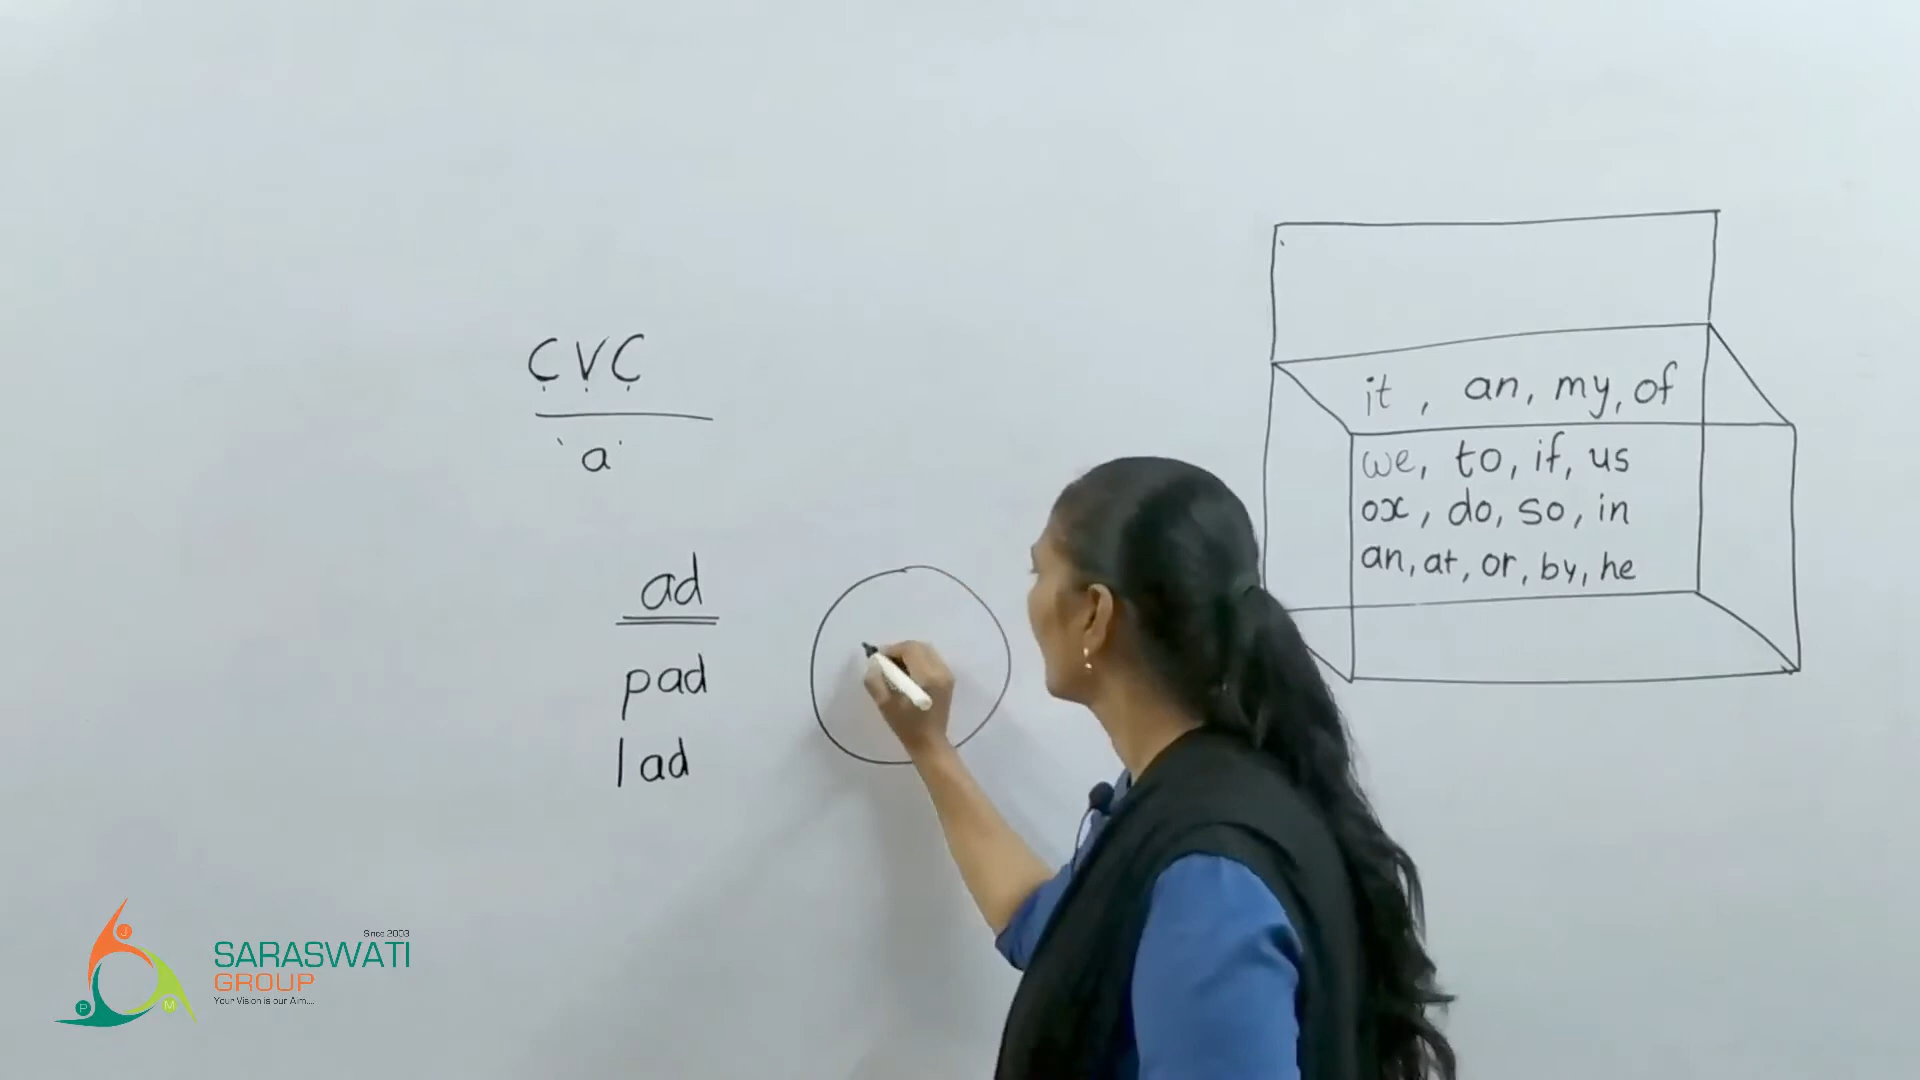 CVC
'a'
ad
pad
lad
it, an, my, of
we, to, if, us
ox, do, so, in
an, at, or, by, he
Since 2003
SARASWATI
GROUP
Your Vision is our Aim....
J
P
M